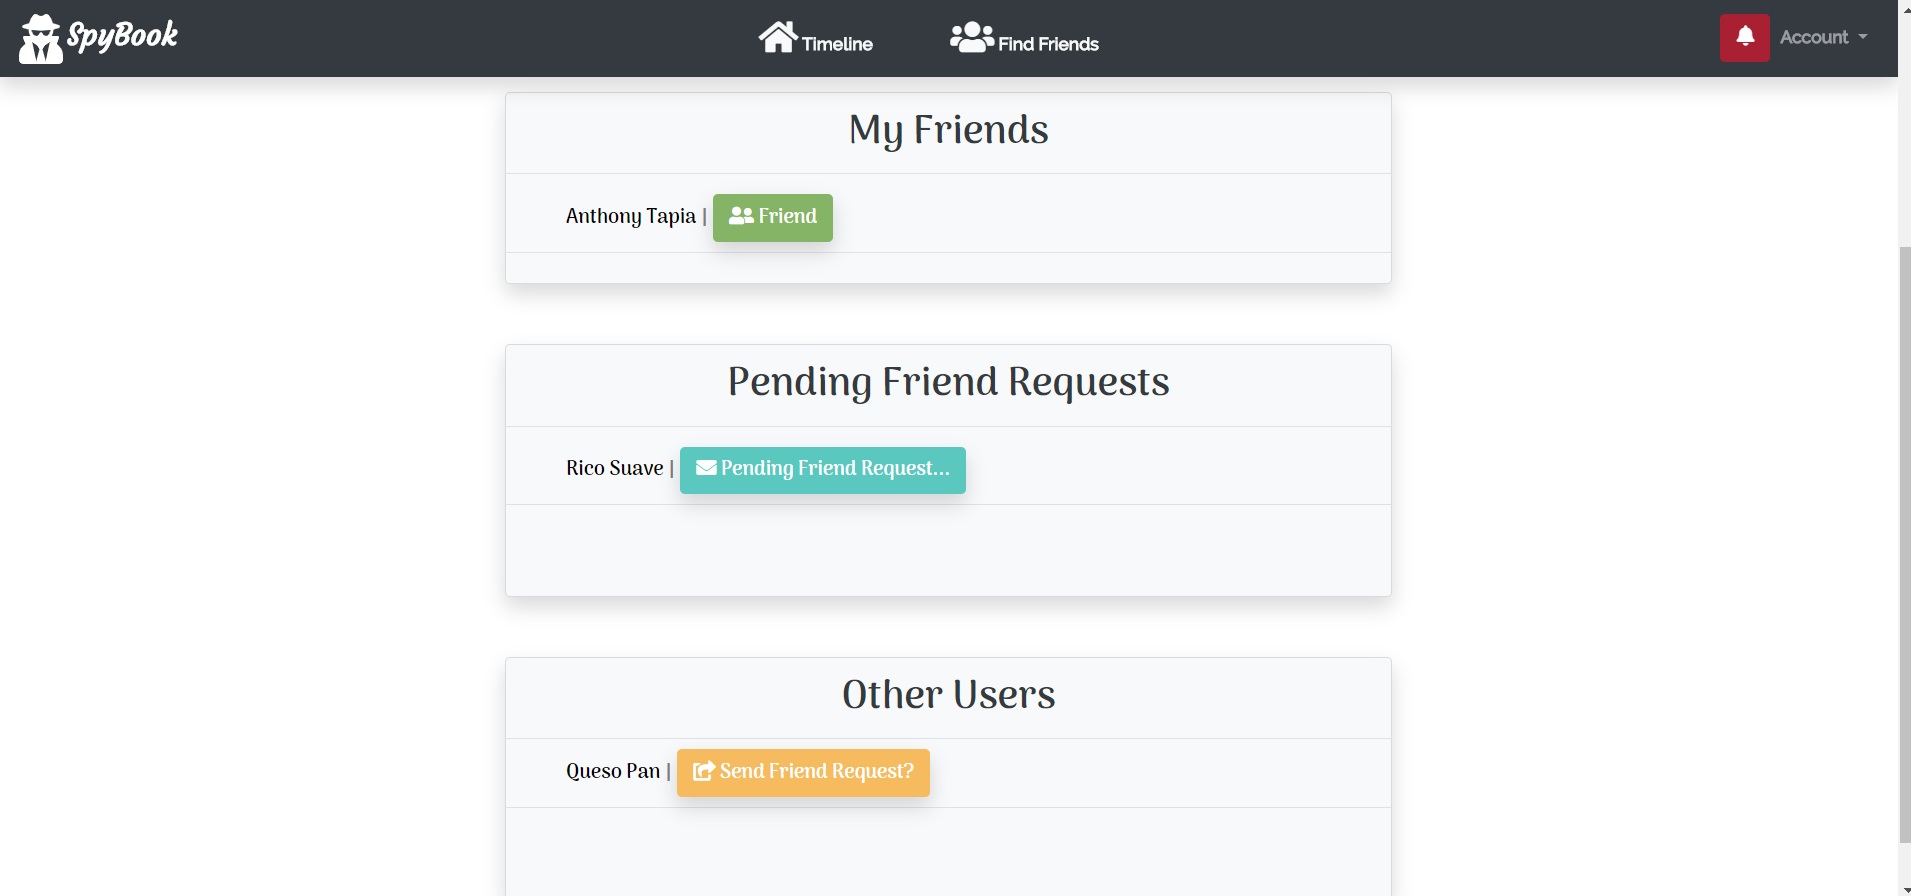 SpyBook
Timeline
Find Friends
Account
My Friends
Anthony Tapia | Friend
Pending Friend Requests
Rico Suave | Pending Friend Request...
Other Users
Queso Pan | Send Friend Request?